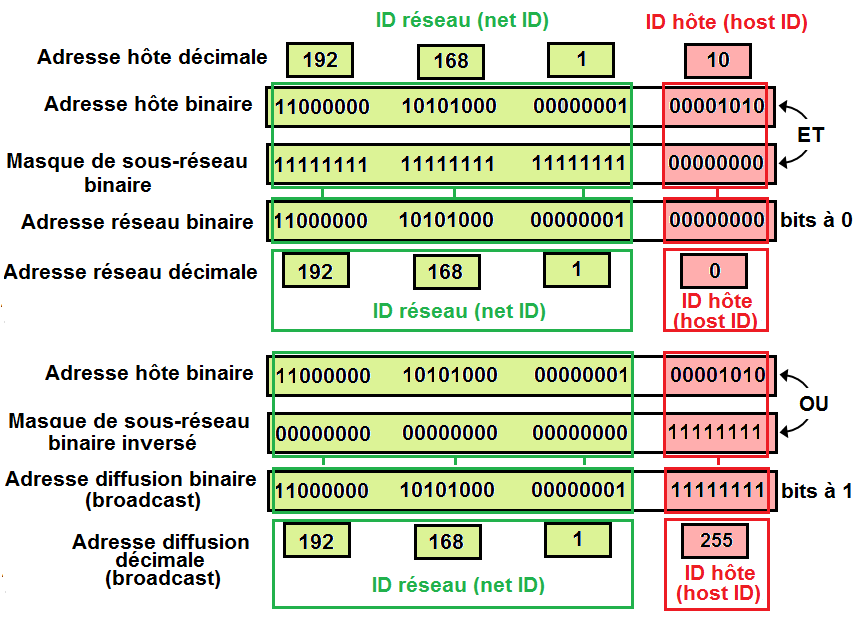 ID réseau (net ID) ID hôte (host ID)
Adresse hôte décimale 192 168 1 10
Adresse hôte binaire 11000000 10101000 00000001 00001010
ET
Masque de sous-réseau
binaire 11111111 11111111 11111111 00000000
Adresse réseau binaire 11000000 10101000 00000001 00000000 bits à 0
Adresse réseau décimale 192 168 1 0
ID réseau (net ID) ID hôte
(host ID)
Adresse hôte binaire 11000000 10101000 00000001 00001010
OU
Masque de sous-réseau
binaire inversé 00000000 00000000 00000000 11111111
Adresse diffusion binaire
(broadcast) 11000000 10101000 00000001 11111111 bits à 1
Adresse diffusion
décimale
(broadcast) 192 168 1 255
ID réseau (net ID) ID hôte
(host ID)